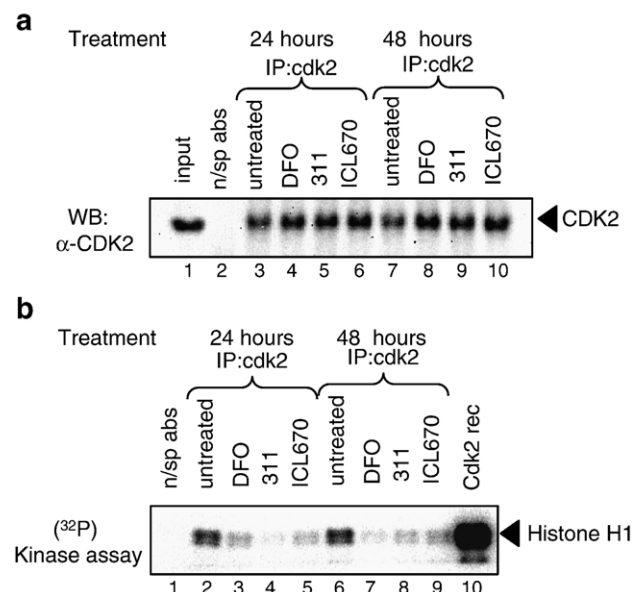 a
Treatment
24 hours
48 hours
IP:cdk2
IP:cdk2
input
n/sp abs
untreated
DFO
311
ICL670
untreated
DFO
311
ICL670
WB:
α-CDK2
CDK2
1 2 3 4 5 6 7 8 9 10
b
Treatment
24 hours
48 hours
IP:cdk2
IP:cdk2
n/sp abs
untreated
DFO
311
ICL670
untreated
DFO
311
ICL670
Cdk2 rec
(³²P)
Kinase assay
Histone H1
1 2 3 4 5 6 7 8 9 10